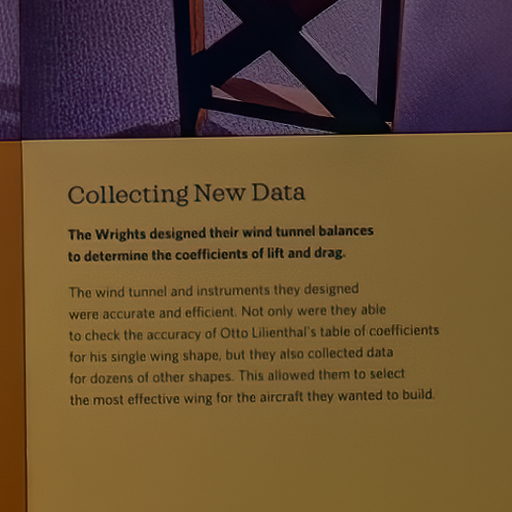 Collecting New Data
The Wrights designed their wind tunnel balances
to determine the coefficients of lift and drag.
The wind tunnel and instruments they designed
were accurate and efficient. Not only were they able
to check the accuracy of Otto Lilienthal's table of coefficients
for his single wing shape, but they also collected data
for dozens of other shapes. This allowed them to select
the most effective wing for the aircraft they wanted to build.